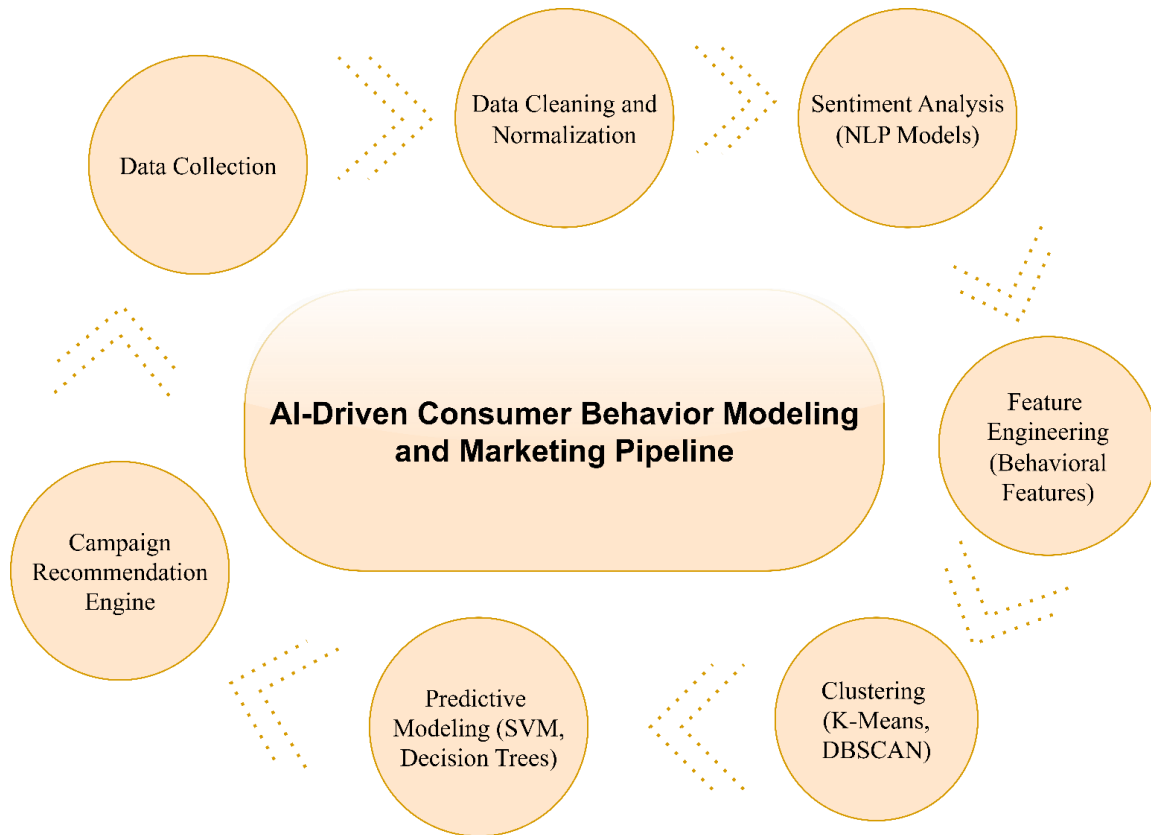 Data Collection
Data Cleaning and
Normalization
Sentiment Analysis
(NLP Models)
Feature
Engineering
(Behavioral
Features)
Clustering
(K-Means,
DBSCAN)
Predictive
Modeling (SVM,
Decision Trees)
Campaign
Recommendation
Engine
AI-Driven Consumer Behavior Modeling
and Marketing Pipeline